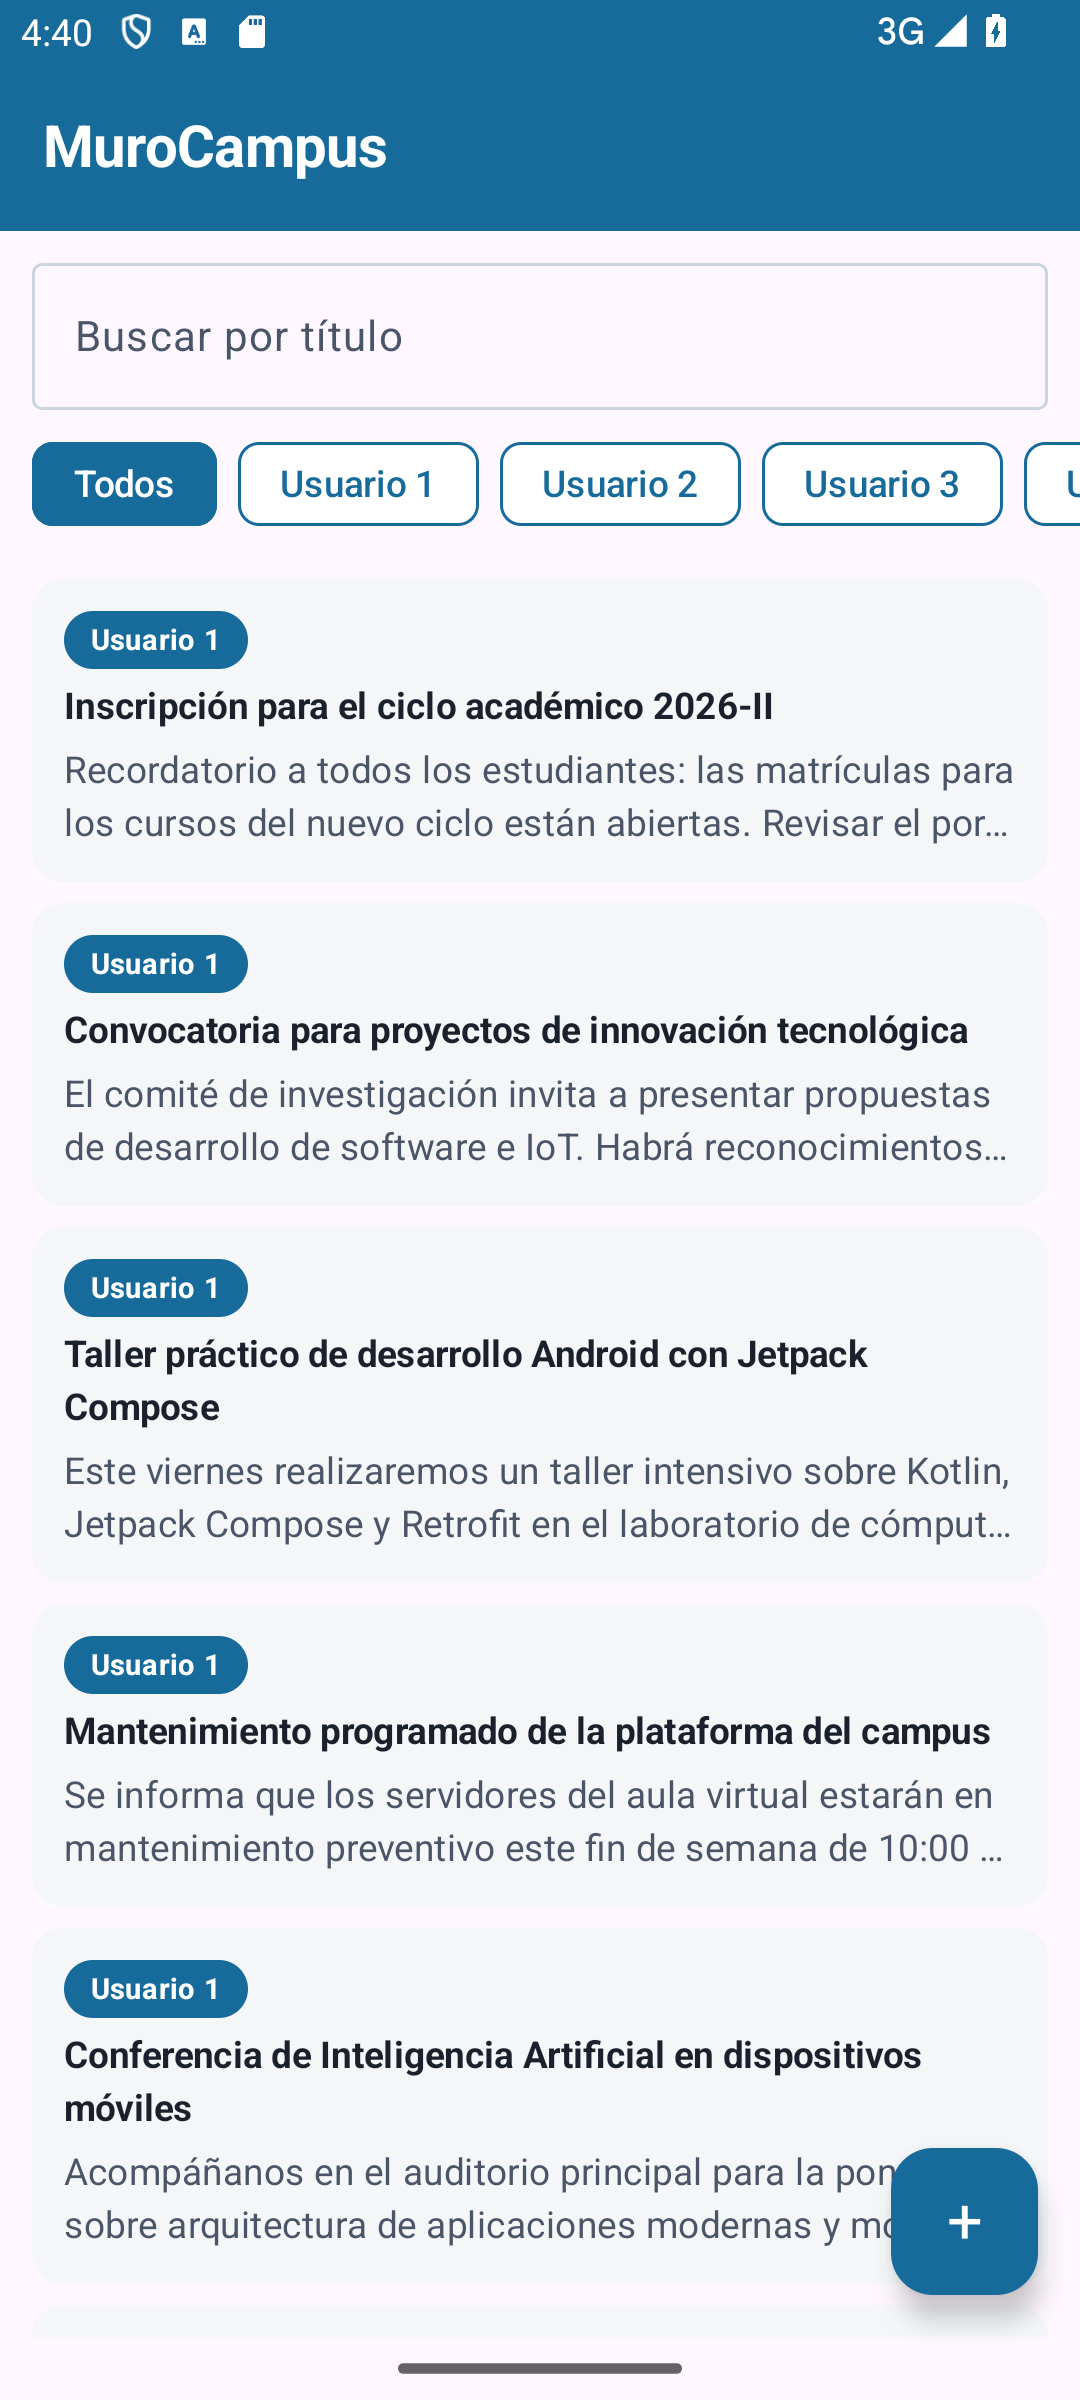 4:40
3G
MuroCampus
Buscar por título
Todos
Usuario 1
Usuario 2
Usuario 3
Usuario 1
Inscripción para el ciclo académico 2026-II
Recordatorio a todos los estudiantes: las matrículas para
los cursos del nuevo ciclo están abiertas. Revisar el por...
Usuario 1
Convocatoria para proyectos de innovación tecnológica
El comité de investigación invita a presentar propuestas
de desarrollo de software e IoT. Habrá reconocimientos...
Usuario 1
Taller práctico de desarrollo Android con Jetpack
Compose
Este viernes realizaremos un taller intensivo sobre Kotlin,
Jetpack Compose y Retrofit en el laboratorio de cómput...
Usuario 1
Mantenimiento programado de la plataforma del campus
Se informa que los servidores del aula virtual estarán en
mantenimiento preventivo este fin de semana de 10:00 ...
Usuario 1
Conferencia de Inteligencia Artificial en dispositivos
móviles
Acompáñanos en el auditorio principal para la pon
sobre arquitectura de aplicaciones modernas y mo
+